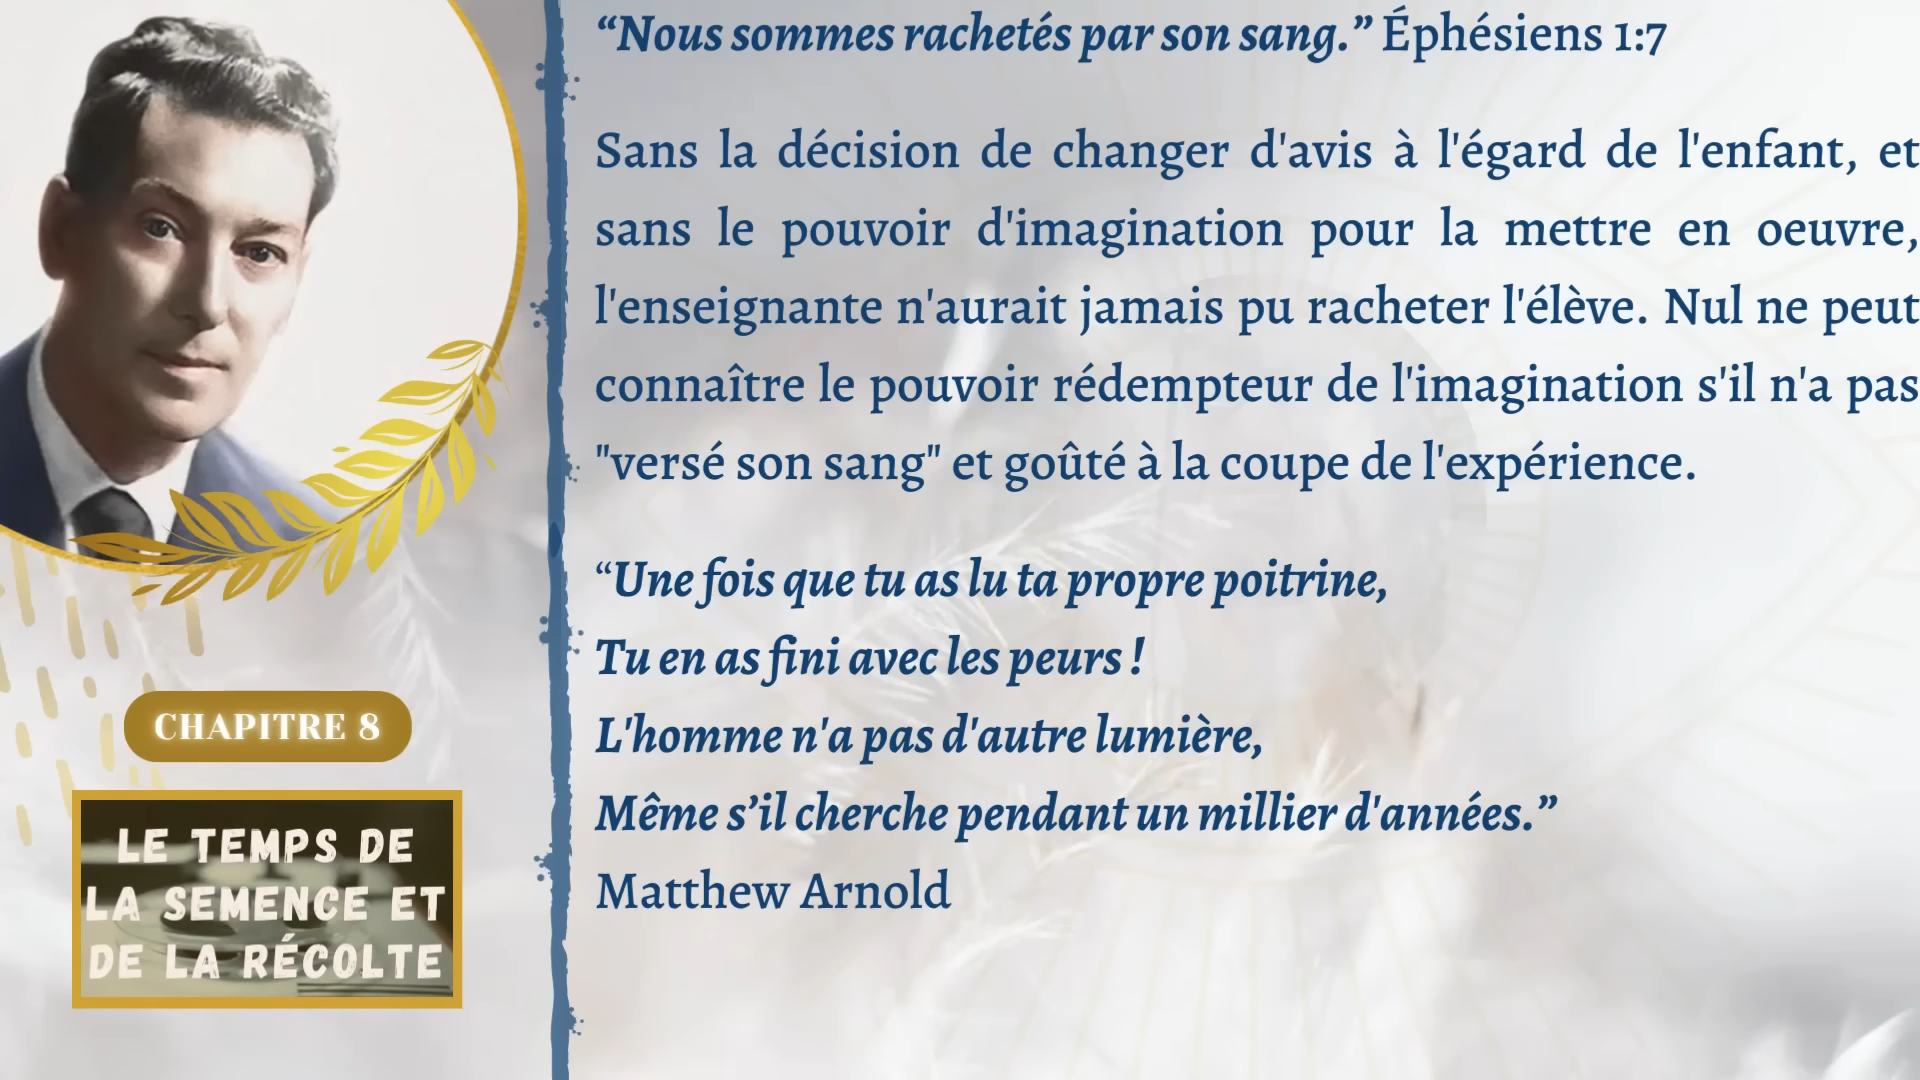 “Nous sommes rachetés par son sang.” Éphésiens 1:7
Sans la décision de changer d'avis à l'égard de l'enfant, et
sans le pouvoir d'imagination pour la mettre en oeuvre,
l'enseignante n'aurait jamais pu racheter l'élève. Nul ne peut
connaître le pouvoir rédempteur de l'imagination s'il n'a pas
"versé son sang" et goûté à la coupe de l'expérience.
“Une fois que tu as lu ta propre poitrine,
Tu en as fini avec les peurs !
L'homme n'a pas d'autre lumière,
Même s’il cherche pendant un millier d'années.”
Matthew Arnold
CHAPITRE 8
LE TEMPS DE
LA SEMENCE ET
DE LA RÉCOLTE